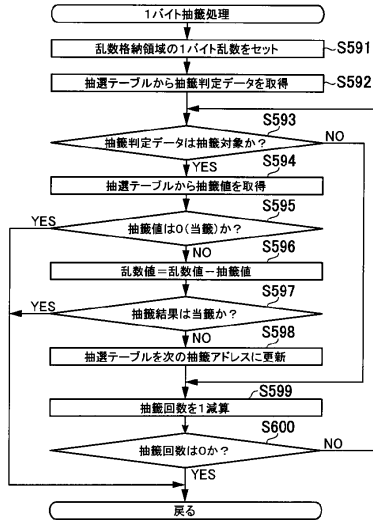 1バイト抽籤処理
乱数格納領域の1バイト乱数をセット
S591
抽選テーブルから抽籤判定データを取得
S592
S593
抽籤判定データは抽籤対象か?
NO
YES
S594
抽選テーブルから抽籤値を取得
S595
YES
抽籤値は0(当籤)か?
NO
S596
乱数値=乱数値-抽籤値
S597
YES
抽籤結果は当籤か?
NO
S598
抽選テーブルを次の抽籤アドレスに更新
S599
抽籤回数を1減算
S600
抽籤回数は0か?
NO
YES
戻る